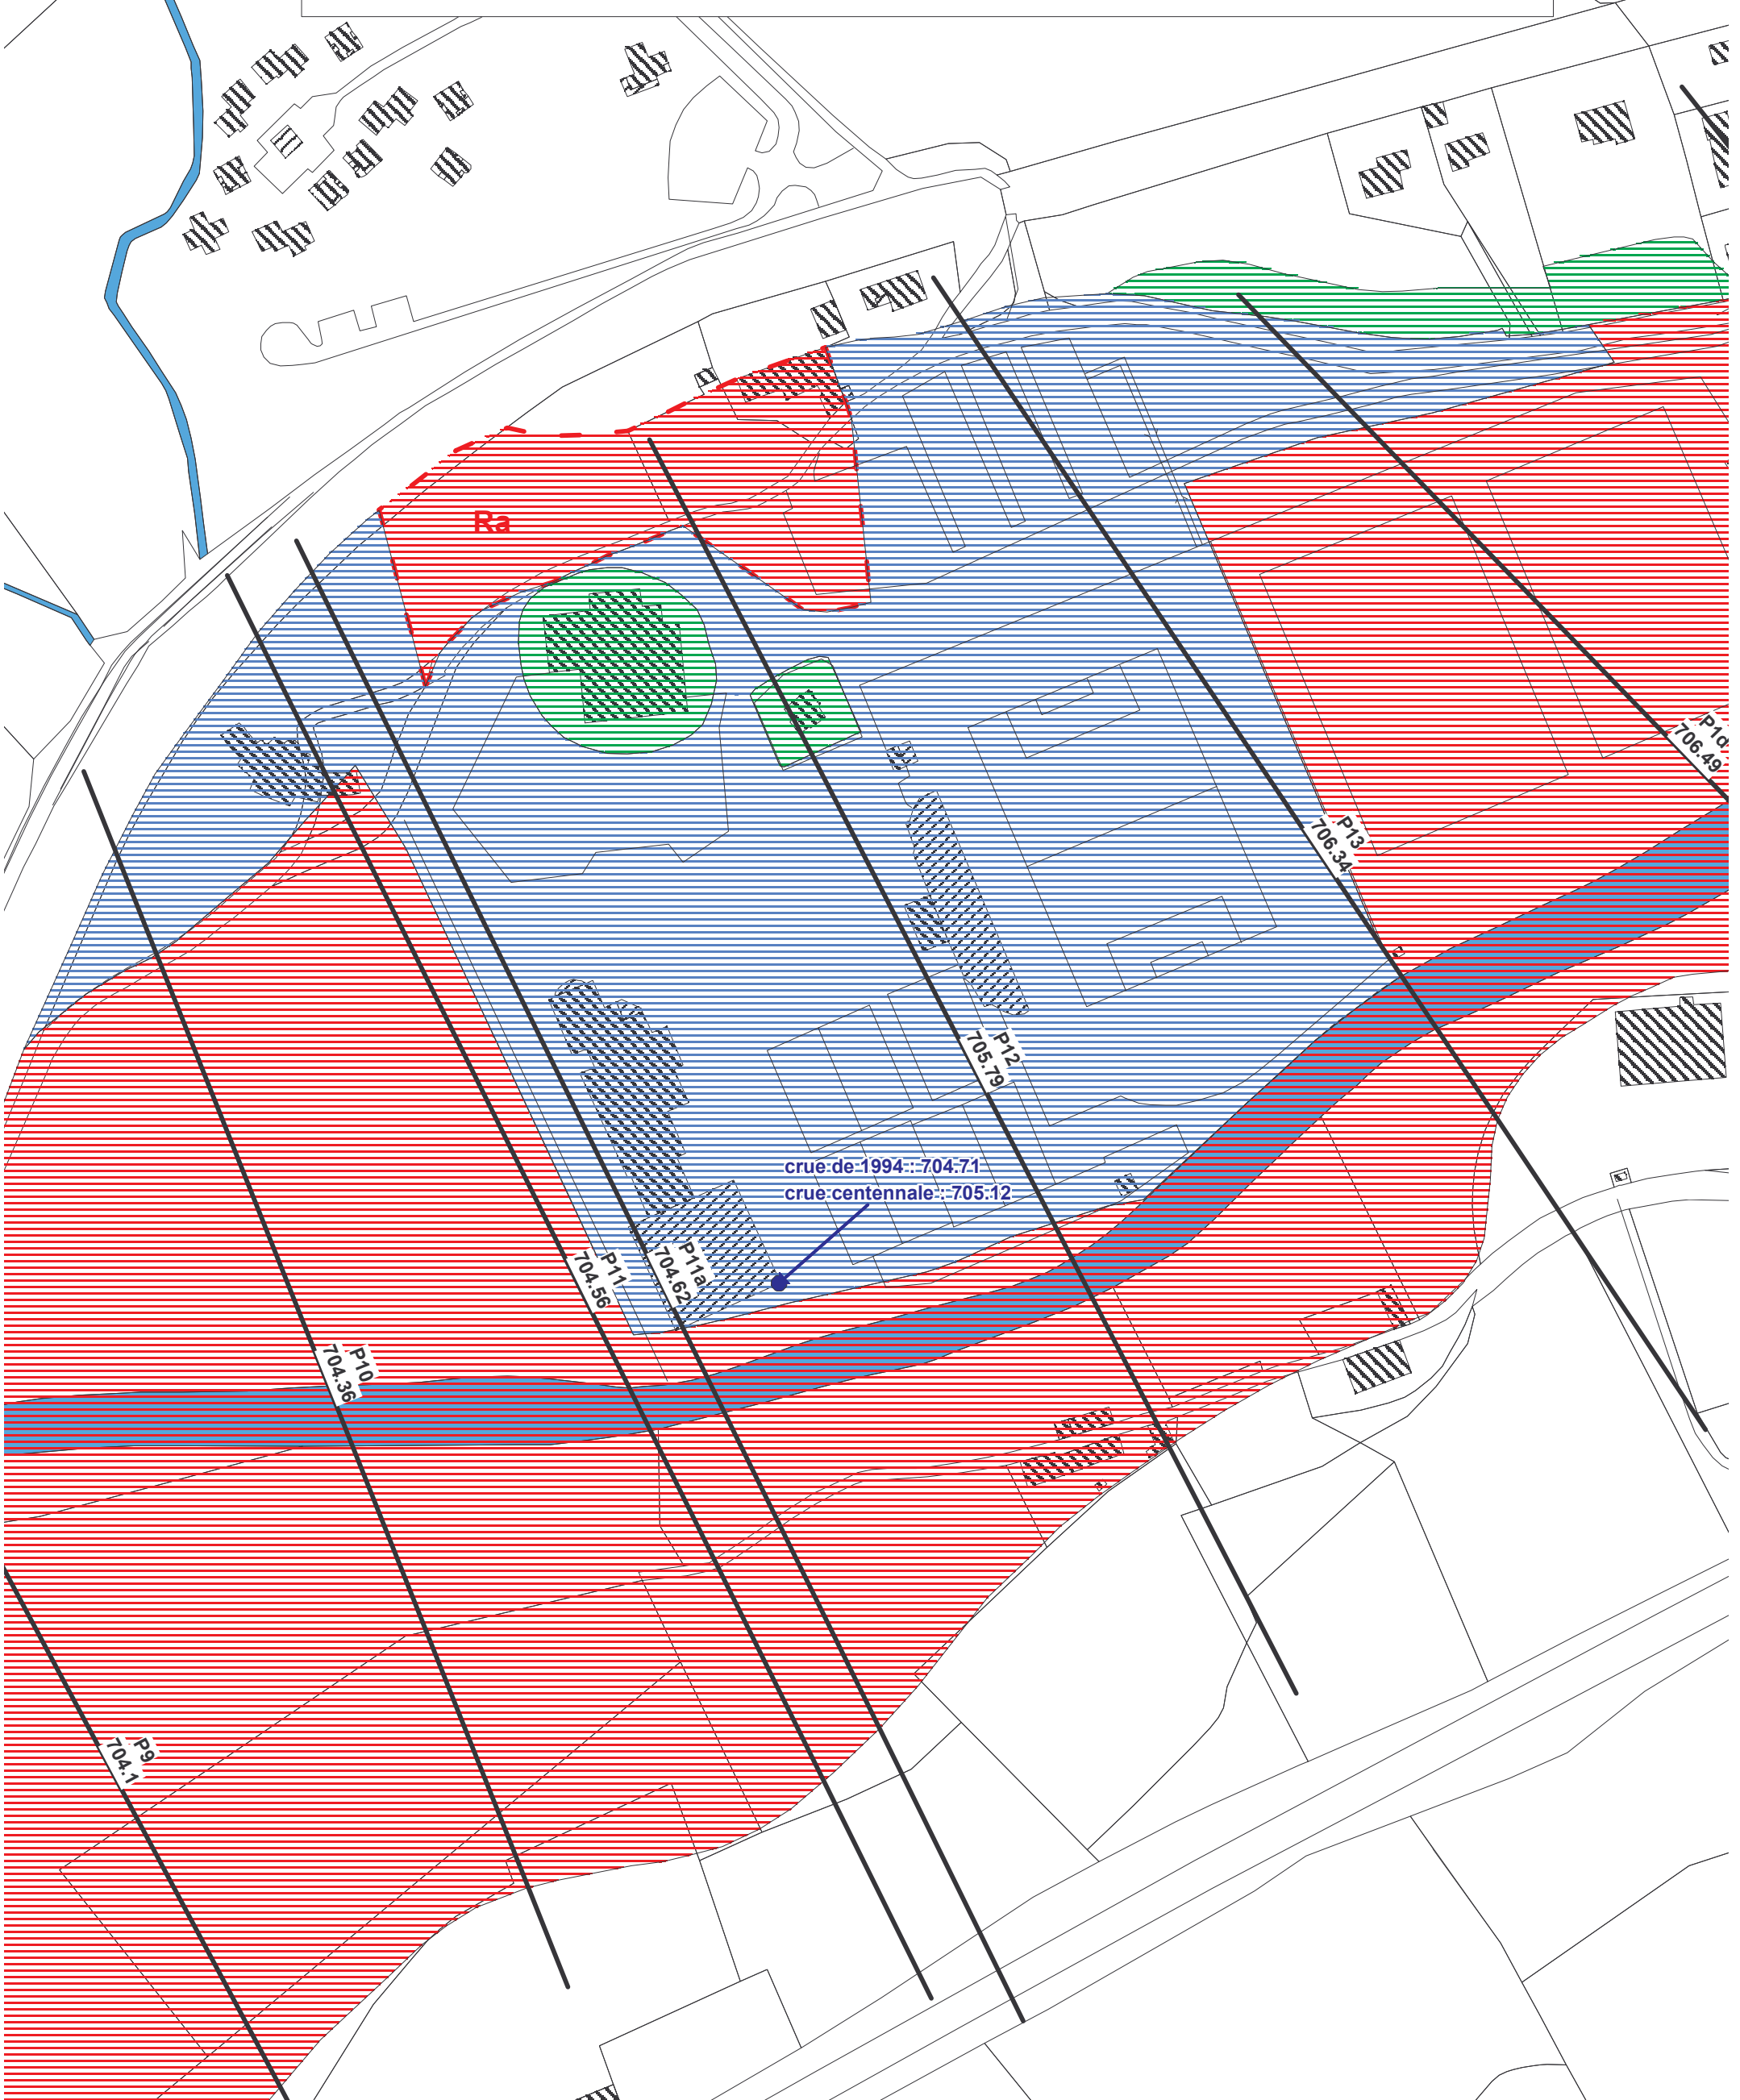 Ra
P1d
706.49
P13
706.34
P12
705.79
crue de 1994 : 704.71
crue centennale : 705.12
P11a
704.62
P11
704.56
P10
704.36
P9
704.1